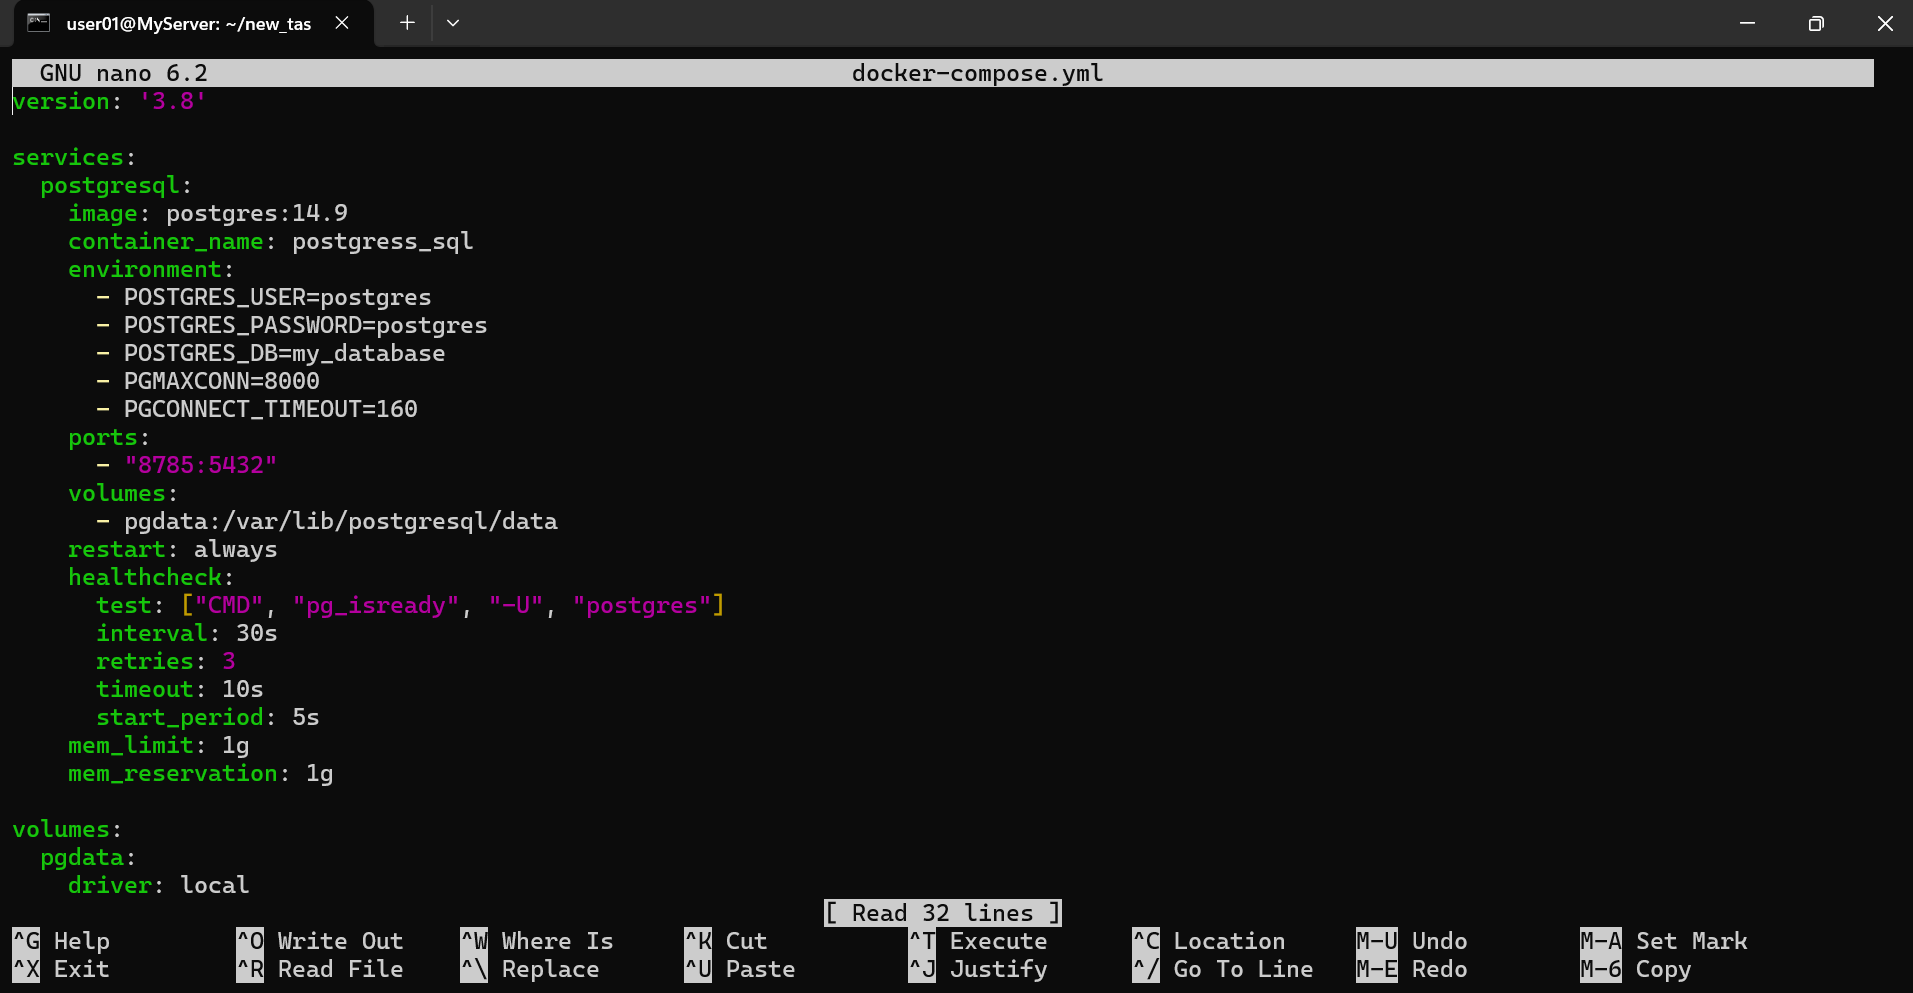 user01@MyServer: ~/new_tas
GNU nano 6.2 docker-compose.yml
version: '3.8'
services:
  postgresql:
    image: postgres:14.9
    container_name: postgress_sql
    environment:
      - POSTGRES_USER=postgres
      - POSTGRES_PASSWORD=postgres
      - POSTGRES_DB=my_database
      - PGMAXCONN=8000
      - PGCONNECT_TIMEOUT=160
    ports:
      - "8785:5432"
    volumes:
      - pgdata:/var/lib/postgresql/data
    restart: always
    healthcheck:
      test: ["CMD", "pg_isready", "-U", "postgres"]
      interval: 30s
      retries: 3
      timeout: 10s
      start_period: 5s
    mem_limit: 1g
    mem_reservation: 1g
volumes:
  pgdata:
    driver: local
[ Read 32 lines ]
^G Help ^O Write Out ^W Where Is ^K Cut ^T Execute ^C Location M-U Undo M-A Set Mark
^X Exit ^R Read File ^\ Replace ^U Paste ^J Justify ^/ Go To Line M-E Redo M-6 Copy